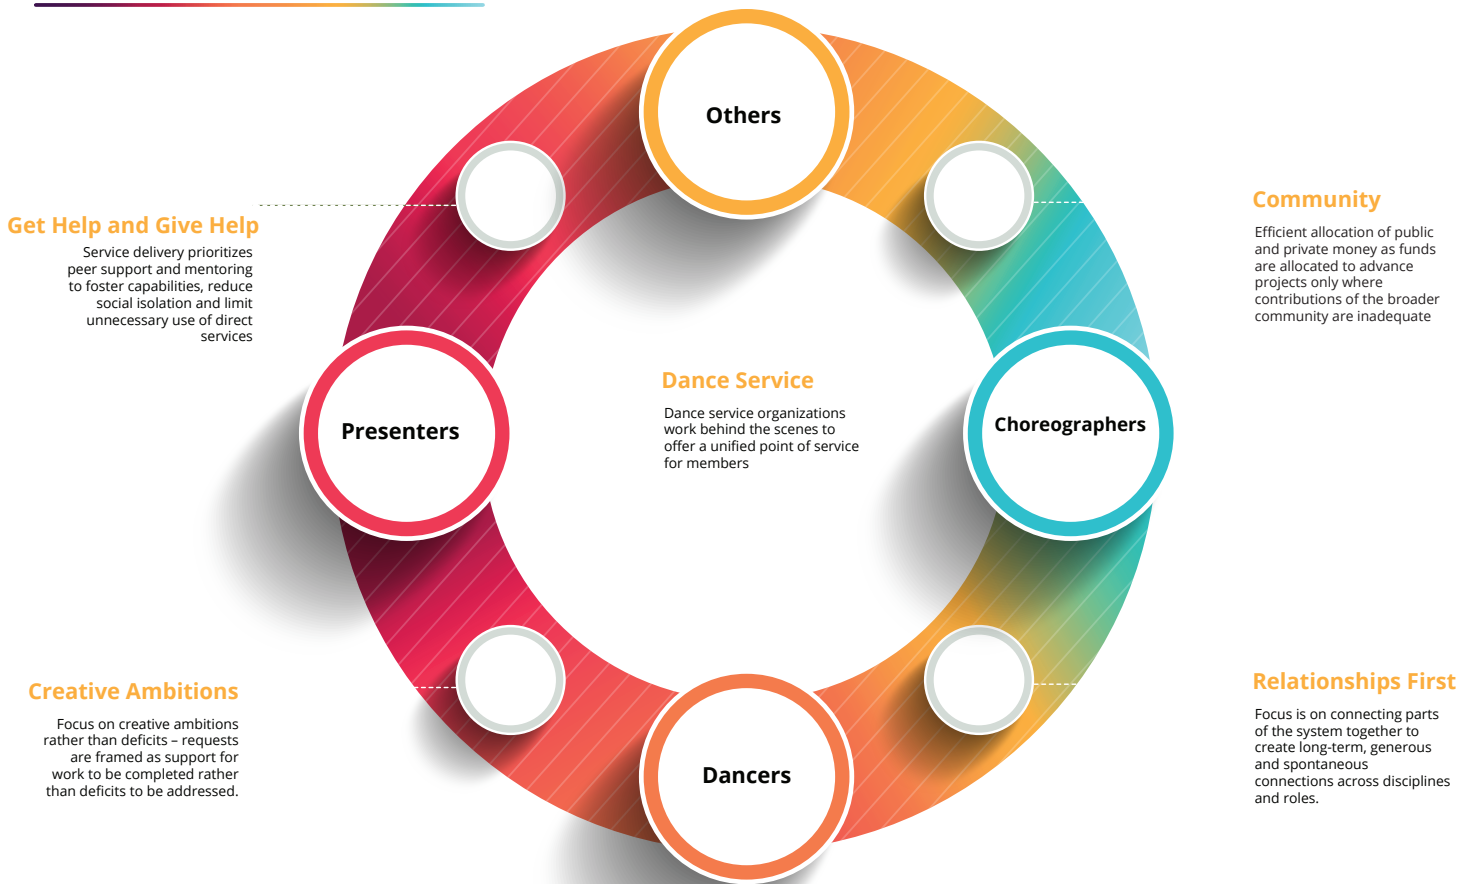 Others
Get Help and Give Help
Service delivery prioritizes
peer support and mentoring
to foster capabilities, reduce
social isolation and limit
unnecessary use of direct
services
Community
Efficient allocation of public
and private money as funds
are allocated to advance
projects only where
contributions of the broader
community are inadequate
Presenters
Dance Service
Dance service organizations
work behind the scenes to
offer a unified point of service
for members
Choreographers
Creative Ambitions
Focus on creative ambitions
rather than deficits – requests
are framed as support for
work to be completed rather
than deficits to be addressed.
Dancers
Relationships First
Focus is on connecting parts
of the system together to
create long-term, generous
and spontaneous
connections across disciplines
and roles.